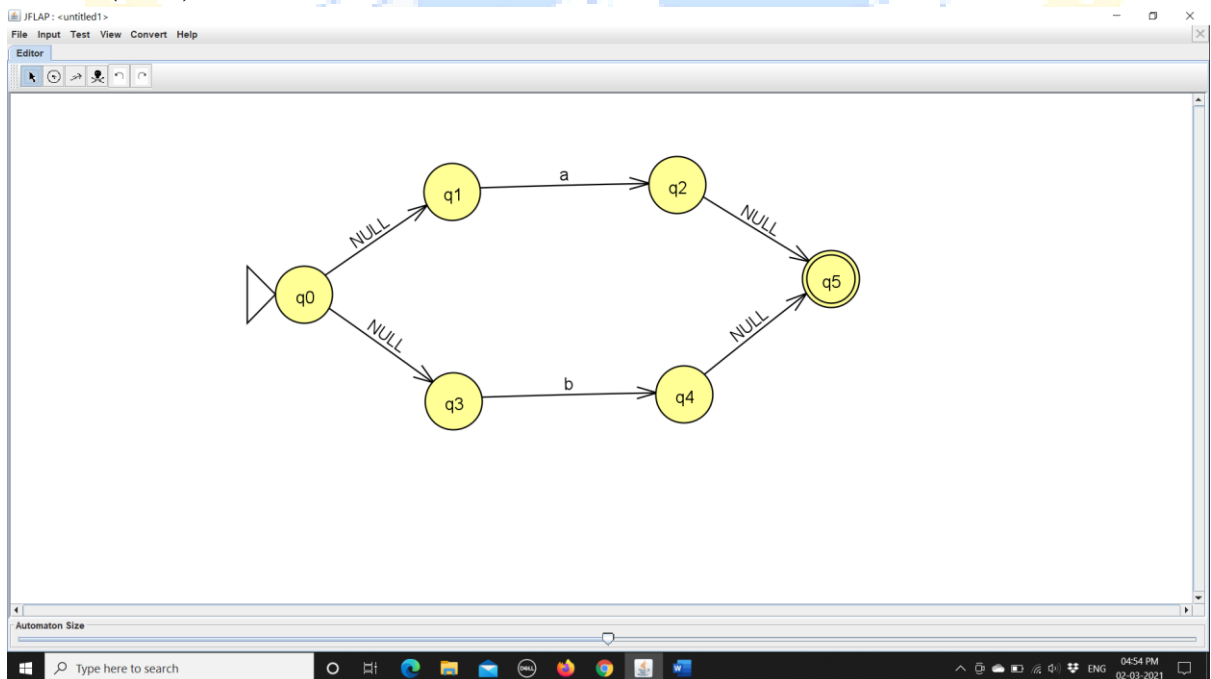 JFLAP : <untitled1>
File Input Test View Convert Help
Editor
q1
a
q2
NULL
NULL
q0
q5
NULL
NULL
q3
b
q4
Automaton Size
Type here to search
DELL
W
ENG
04:54 PM
02-03-2021